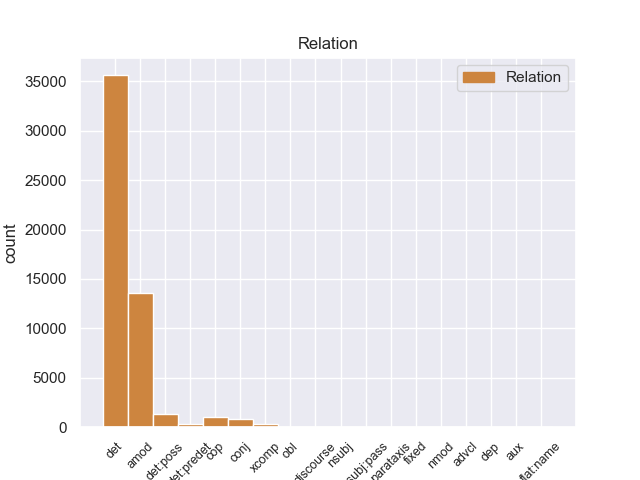 Relation
35000
30000
25000
20000
15000
10000
5000
0
count
Relation
det
amod
det:poss
det:predet
cop
conj
xcomp
obl
discourse
nsubj
subj:pass
parataxis
fixed
nmod
advcl
dep
aux
flat:name